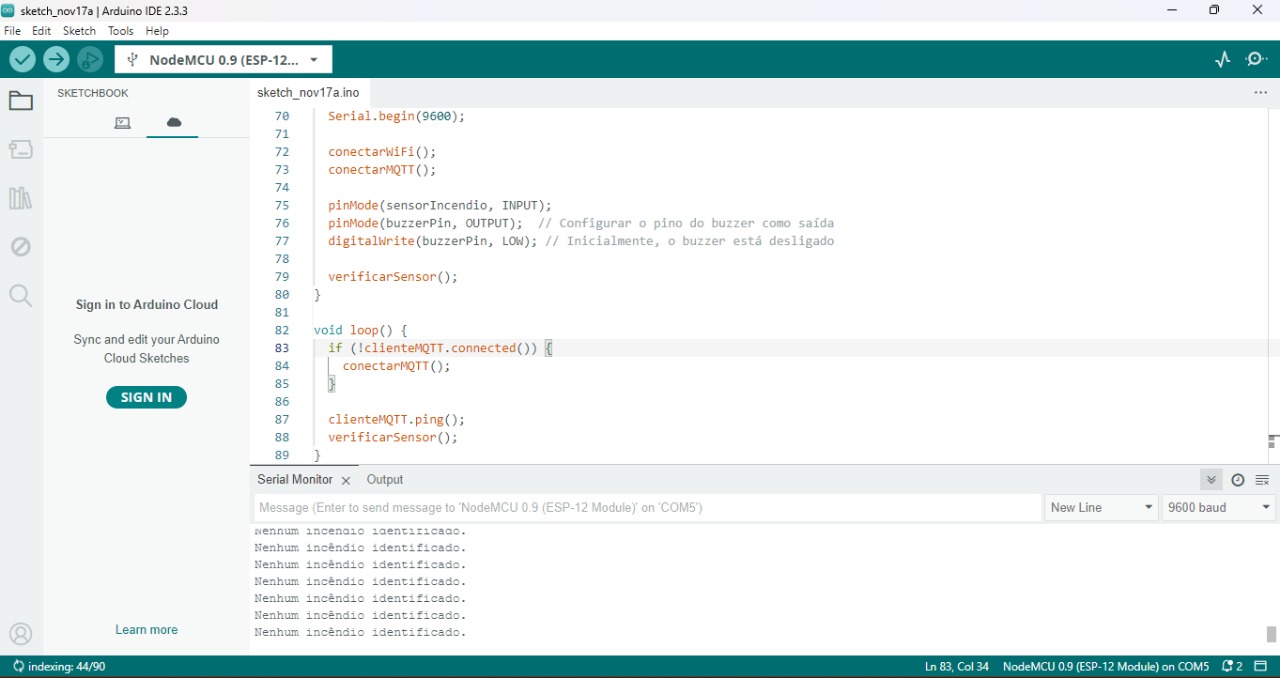 sketch_nov17a | Arduino IDE 2.3.3
File Edit Sketch Tools Help
NodeMCU 0.9 (ESP-12...
SKETCHBOOK
sketch_nov17a.ino
70 Serial.begin(9600);
71
72 conectarWiFi();
73 conectarMQTT();
74
75 pinMode(sensorIncendio, INPUT);
76 pinMode(buzzerPin, OUTPUT); // Configurar o pino do buzzer como saída
77 digitalWrite(buzzerPin, LOW); // Inicialmente, o buzzer está desligado
78
79 verificarSensor();
80 }
81
82 void loop() {
83 if (!clienteMQTT.connected()) {
84 conectarMQTT();
85 }
86
87 clienteMQTT.ping();
88 verificarSensor();
89 }
Sign in to Arduino Cloud
Sync and edit your Arduino
Cloud Sketches
SIGN IN
Learn more
Serial Monitor Output
Message (Enter to send message to 'NodeMCU 0.9 (ESP-12 Module)' on 'COM5')
New Line
9600 baud
Nenhum incêndio identificado.
Nenhum incêndio identificado.
Nenhum incêndio identificado.
Nenhum incêndio identificado.
Nenhum incêndio identificado.
Nenhum incêndio identificado.
Nenhum incêndio identificado.
indexing: 44/90
Ln 83, Col 34 NodeMCU 0.9 (ESP-12 Module) on COM5 2